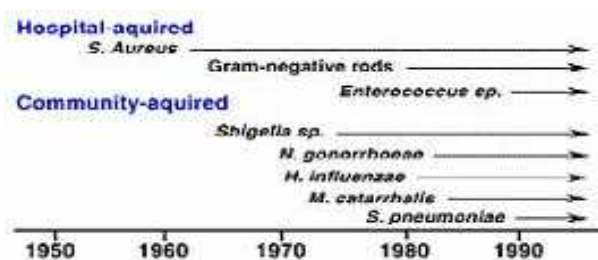 Hospital-aquired
S. Aureus
Gram-negative rods
Enterococcus sp.
Community-aquired
Shigella sp.
N. gonorrhoeae
H. influenzae
M. catarrhalis
S. pneumoniae
1950 1960 1970 1980 1990